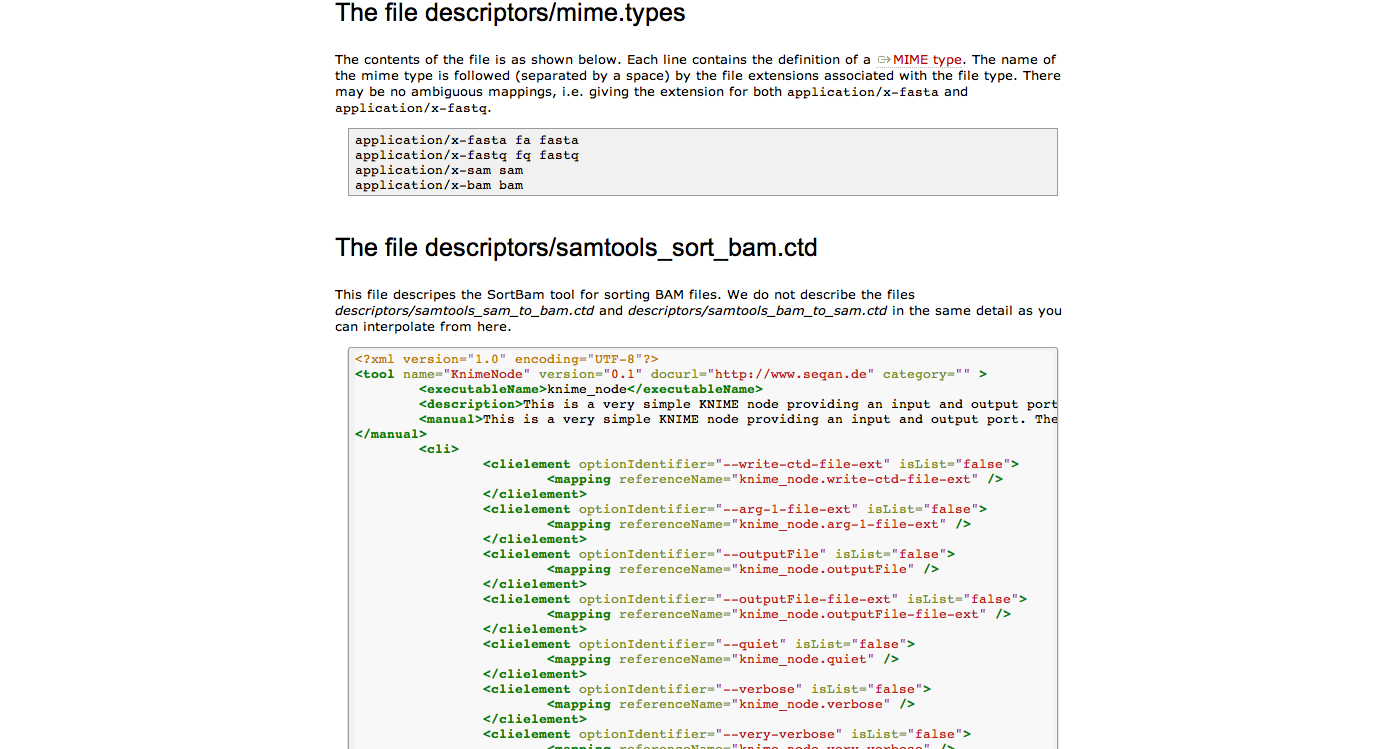 The file descriptors/mime.types
The contents of the file is as shown below. Each line contains the definition of a MIME type. The name of
the mime type is followed (separated by a space) by the file extensions associated with the file type. There
may be no ambiguous mappings, i.e. giving the extension for both application/x-fasta and
application/x-fastq.
application/x-fasta fa fasta
application/x-fastq fq fastq
application/x-sam sam
application/x-bam bam
The file descriptors/samtools_sort_bam.ctd
This file descripes the SortBam tool for sorting BAM files. We do not describe the files
descriptors/samtools_sam_to_bam.ctd and descriptors/samtools_bam_to_sam.ctd in the same detail as you
can interpolate from here.
<?xml version="1.0" encoding="UTF-8"?>
<tool name="KnimeNode" version="0.1" docurl="http://www.seqan.de" category="" >
<executableName>knime_node</executableName>
<description>This is a very simple KNIME node providing an input and output port
<manual>This is a very simple KNIME node providing an input and output port. The
</manual>
<cli>
<clielement optionIdentifier="--write-ctd-file-ext" isList="false">
<mapping referenceName="knime_node.write-ctd-file-ext" />
</clielement>
<clielement optionIdentifier="--arg-1-file-ext" isList="false">
<mapping referenceName="knime_node.arg-1-file-ext" />
</clielement>
<clielement optionIdentifier="--outputFile" isList="false">
<mapping referenceName="knime_node.outputFile" />
</clielement>
<clielement optionIdentifier="--outputFile-file-ext" isList="false">
<mapping referenceName="knime_node.outputFile-file-ext" />
</clielement>
<clielement optionIdentifier="--quiet" isList="false">
<mapping referenceName="knime_node.quiet" />
</clielement>
<clielement optionIdentifier="--verbose" isList="false">
<mapping referenceName="knime_node.verbose" />
</clielement>
<clielement optionIdentifier="--very-verbose" isList="false">
<mapping referenceName="knime_node.very-verbose" />